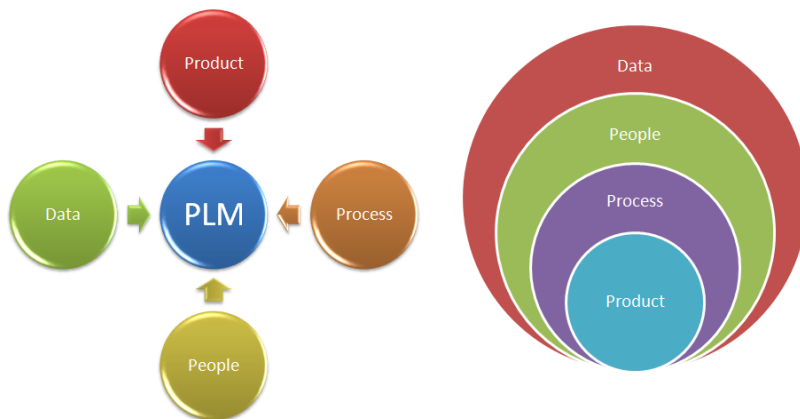 Product
Data
PLM
Process
People
Data
People
Process
Product